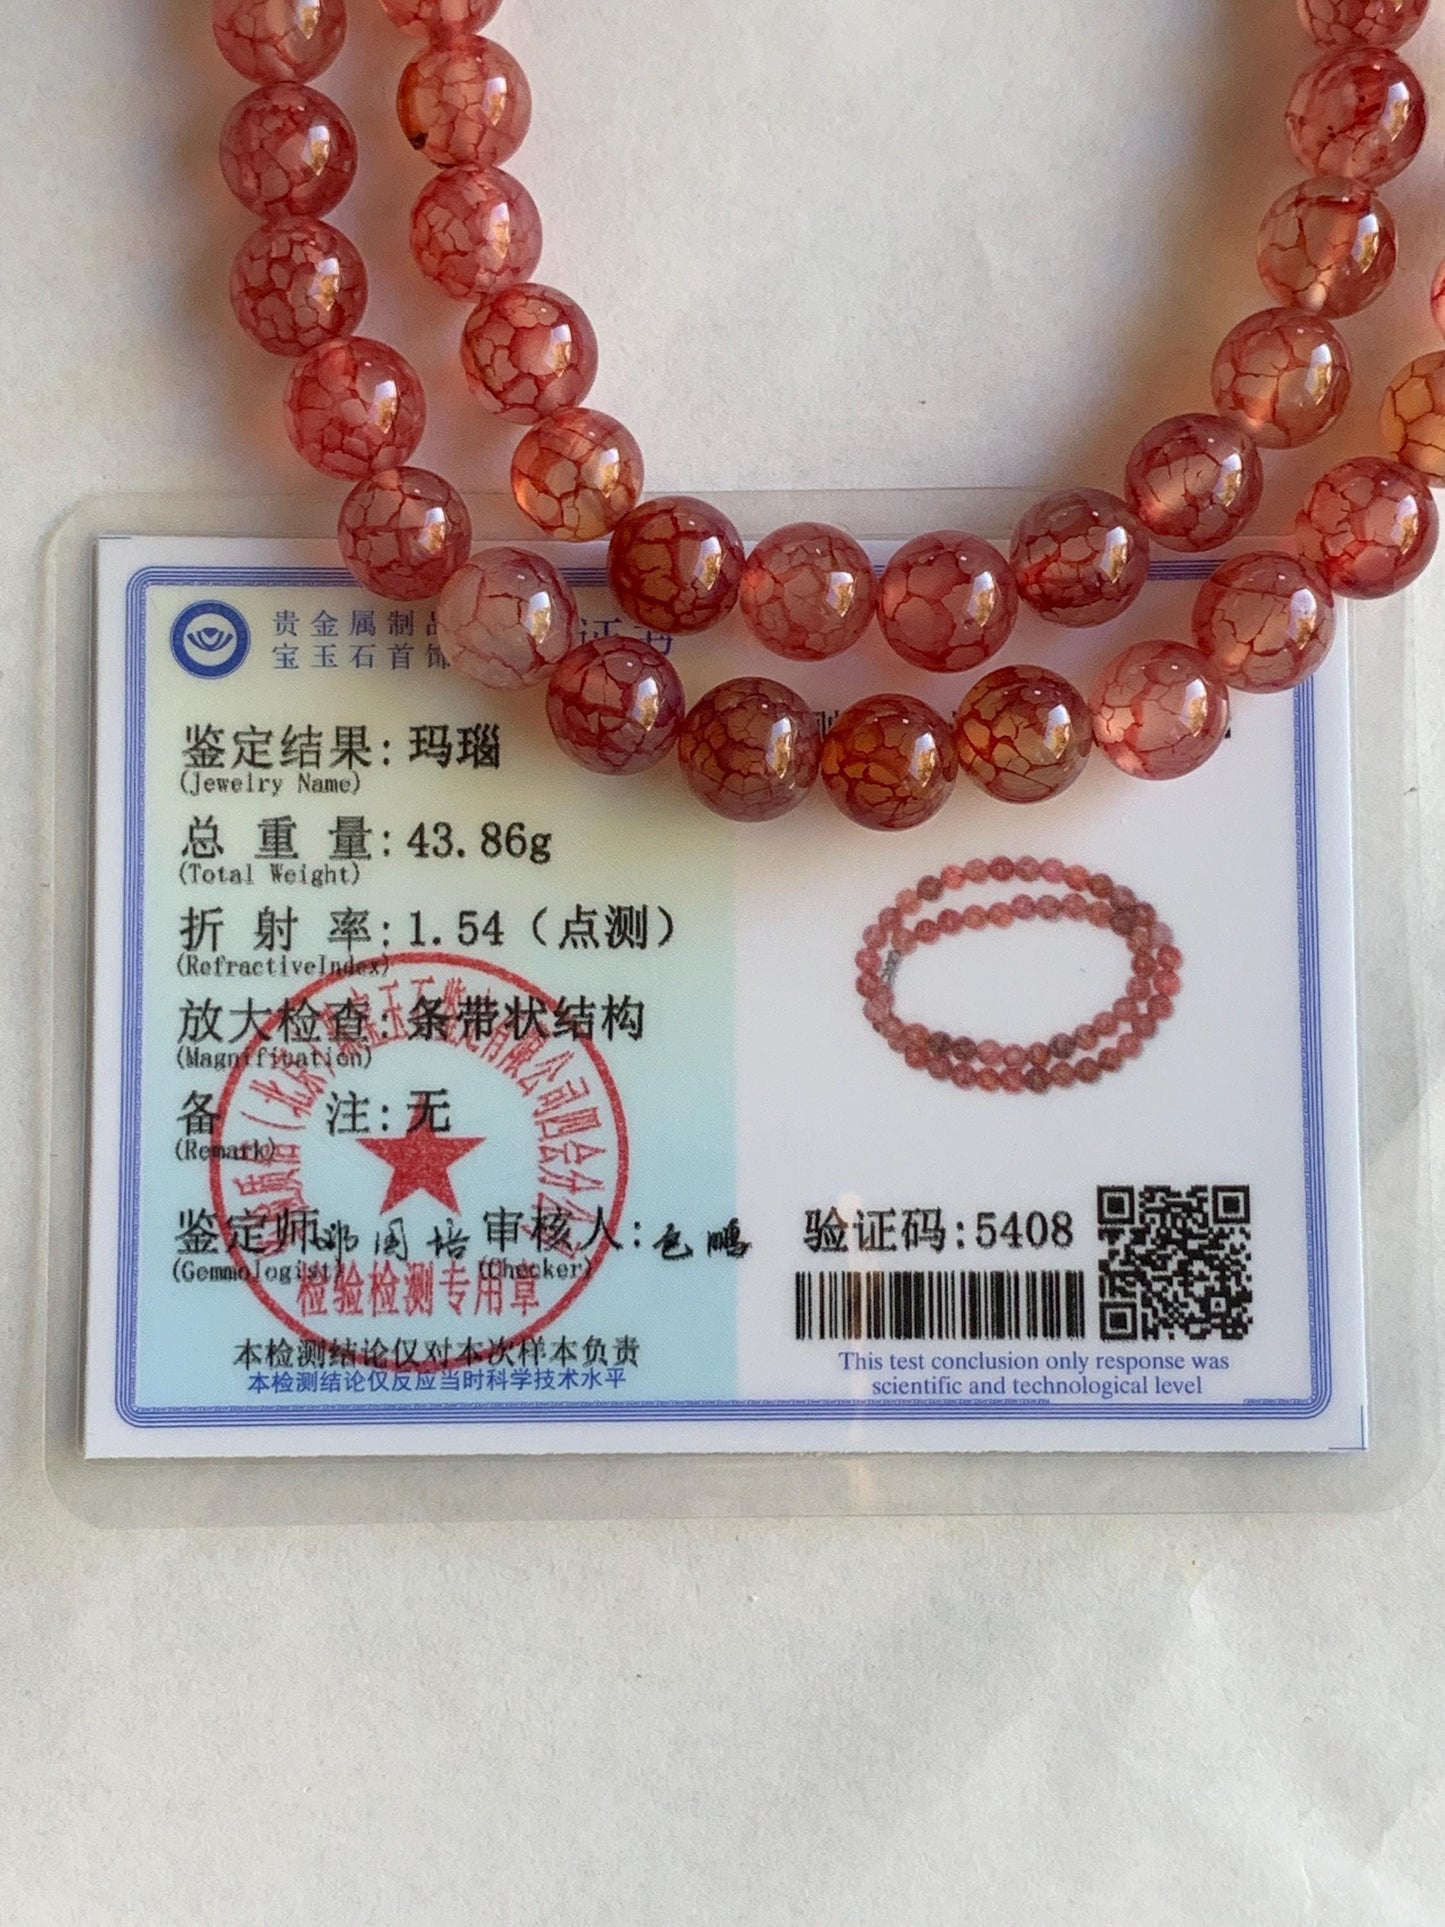 贵金属制品
宝玉石首饰
证书
鉴定结果:玛瑙
(Jewelry Name)
总重量:43.86g
(Total Weight)
折射率:1.54（点测）
(RefractiveIndex)
放大检查:条带状结构
(Magnification)
备注:无
(Remark)
鉴定师 审核人:
(Gemmologist) (Checker)
检验检测专用章
验证码:5408
本检测结论仅对本次样本负责
本检测结论仅反应当时科学技术水平
This test conclusion only response was
scientific and technological level